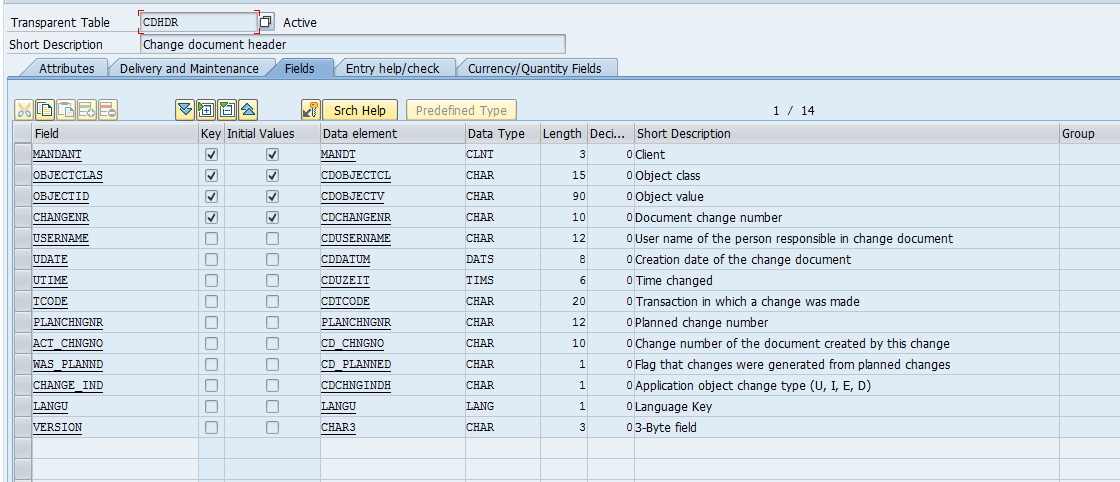 Transparent Table CDHDR Active
Short Description Change document header
Attributes Delivery and Maintenance Fields Entry help/check Currency/Quantity Fields
Srch Help Predefined Type 1 / 14
Field Key Initial Values Data element Data Type Length Deci... Short Description Group
MANDANT MANDT CLNT 3 0 Client
OBJECTCLAS CDOBJECTCL CHAR 15 0 Object class
OBJECTID CDOBJECTV CHAR 90 0 Object value
CHANGENR CDCHANGENR CHAR 10 0 Document change number
USERNAME CDUSERNAME CHAR 12 0 User name of the person responsible in change document
UDATE CDDATUM DATS 8 0 Creation date of the change document
UTIME CDUZEIT TIMS 6 0 Time changed
TCODE CDTCODE CHAR 20 0 Transaction in which a change was made
PLANCHNGNR PLANCHNGNR CHAR 12 0 Planned change number
ACT_CHNGNO CD_CHNGNO CHAR 10 0 Change number of the document created by this change
WAS_PLANND CD_PLANNED CHAR 1 0 Flag that changes were generated from planned changes
CHANGE_IND CDCHNGINDH CHAR 1 0 Application object change type (U, I, E, D)
LANGU LANGU LANG 1 0 Language Key
VERSION CHAR3 CHAR 3 0 3-Byte field